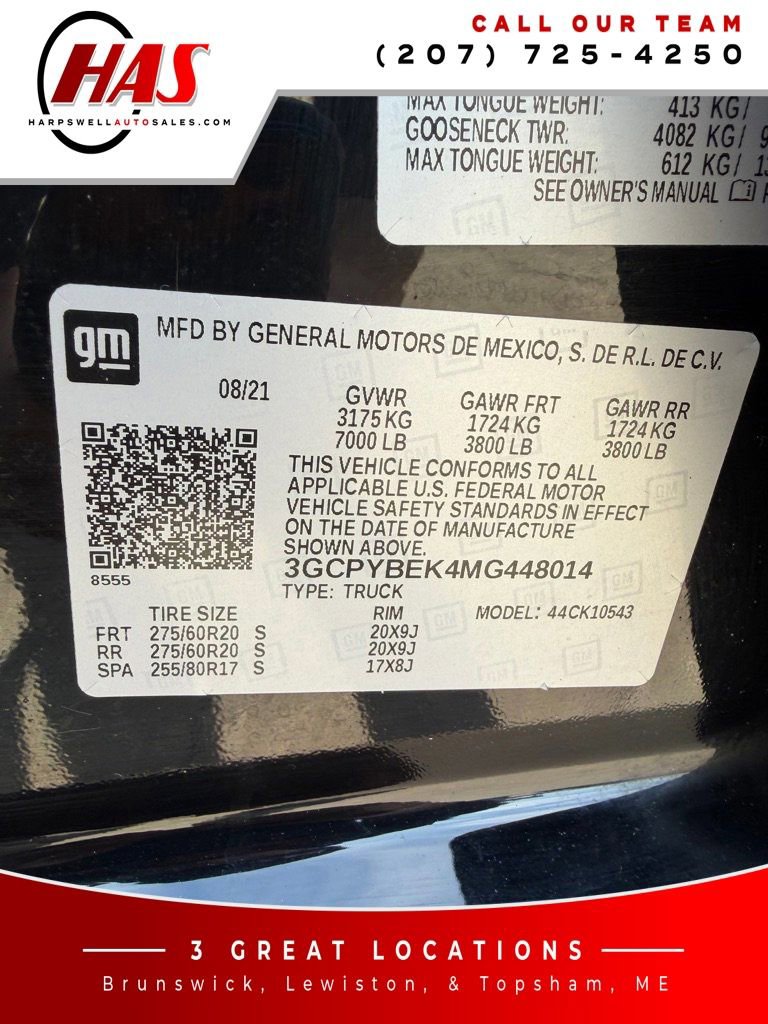 HAS
HARPSWELLAUTOSALES.COM
CALL OUR TEAM
(207) 725-4250
MAX TONGUE WEIGHT: 413 KG/
GOOSENECK TWR: 4082 KG/ 9
MAX TONGUE WEIGHT: 612 KG/ 13
SEE OWNER'S MANUAL
gm
MFD BY GENERAL MOTORS DE MEXICO, S. DE R.L. DE C.V.
08/21 GVWR GAWR FRT GAWR RR
3175 KG 1724 KG 1724 KG
7000 LB 3800 LB 3800 LB
THIS VEHICLE CONFORMS TO ALL
APPLICABLE U.S. FEDERAL MOTOR
VEHICLE SAFETY STANDARDS IN EFFECT
ON THE DATE OF MANUFACTURE
SHOWN ABOVE.
8555
3GCPYBEK4MG448014
TYPE: TRUCK
TIRE SIZE RIM MODEL: 44CK10543
FRT 275/60R20 S 20X9J
RR 275/60R20 S 20X9J
SPA 255/80R17 S 17X8J
3 GREAT LOCATIONS
Brunswick, Lewiston, & Topsham, ME